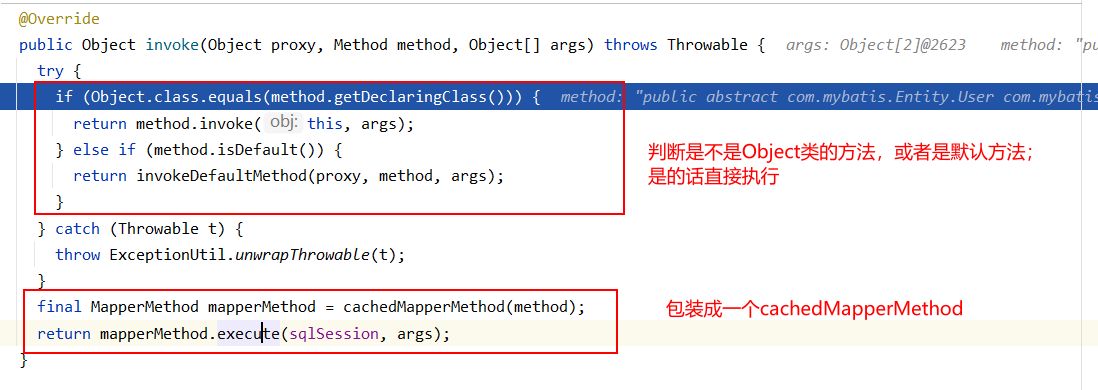 @Override
public Object invoke(Object proxy, Method method, Object[] args) throws Throwable { args: Object[2]@2623 method: "pu
try {
if (Object.class.equals(method.getDeclaringClass())) { method: "public abstract com.mybatis.Entity.User com.mybatis
return method.invoke( obj: this, args);
} else if (method.isDefault()) {
return invokeDefaultMethod(proxy, method, args);
}
判断是不是Object类的方法，或者是默认方法；
是的话直接执行
} catch (Throwable t) {
throw ExceptionUtil.unwrapThrowable(t);
}
final MapperMethod mapperMethod = cachedMapperMethod(method);
return mapperMethod.execute(sqlSession, args);
包装成一个cachedMapperMethod
}